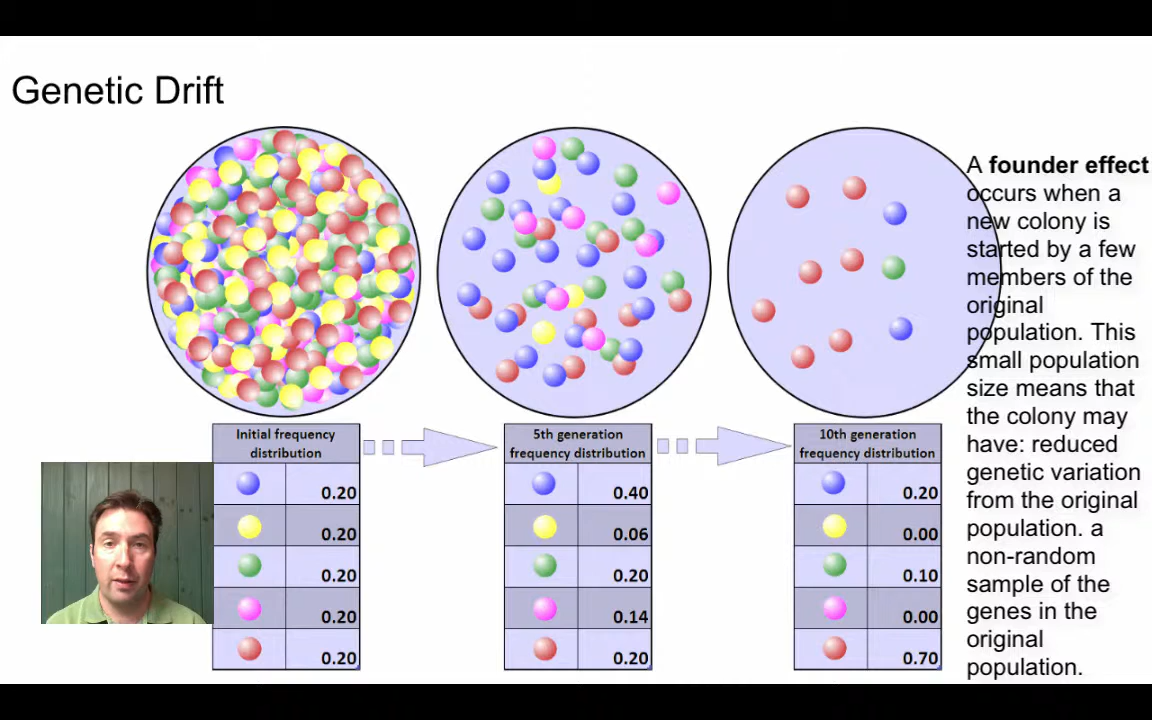 Genetic Drift
A founder effect
occurs when a
new colony is
started by a few
members of the
original
population. This
small population
size means that
the colony may
have: reduced
genetic variation
from the original
population. a
non-random
sample of the
genes in the
original
population.
Initial frequency
distribution
0.20
0.20
0.20
0.20
0.20
5th generation
frequency distribution
0.40
0.06
0.20
0.14
0.20
10th generation
frequency distribution
0.20
0.00
0.10
0.00
0.70